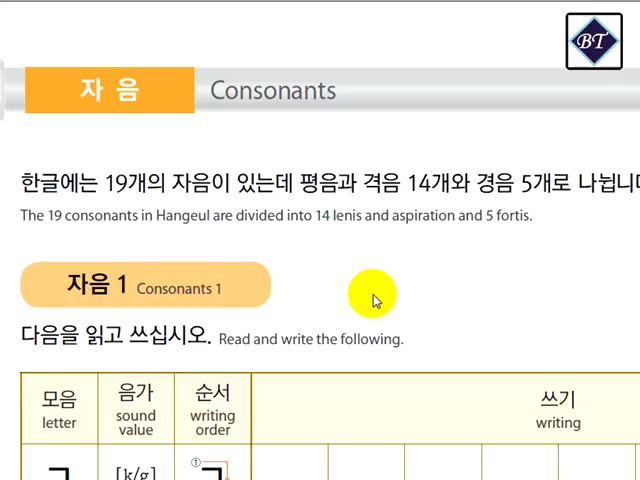 BT
자 음 Consonants
한글에는 19개의 자음이 있는데 평음과 격음 14개와 경음 5개로 나뉩니다
The 19 consonants in Hangeul are divided into 14 lenis and aspiration and 5 fortis.
자음 1 Consonants 1
다음을 읽고 쓰십시오. Read and write the following.
모음 음가 순서 쓰기
letter sound value writing order writing
ㄱ [k/g] ① ㄱ